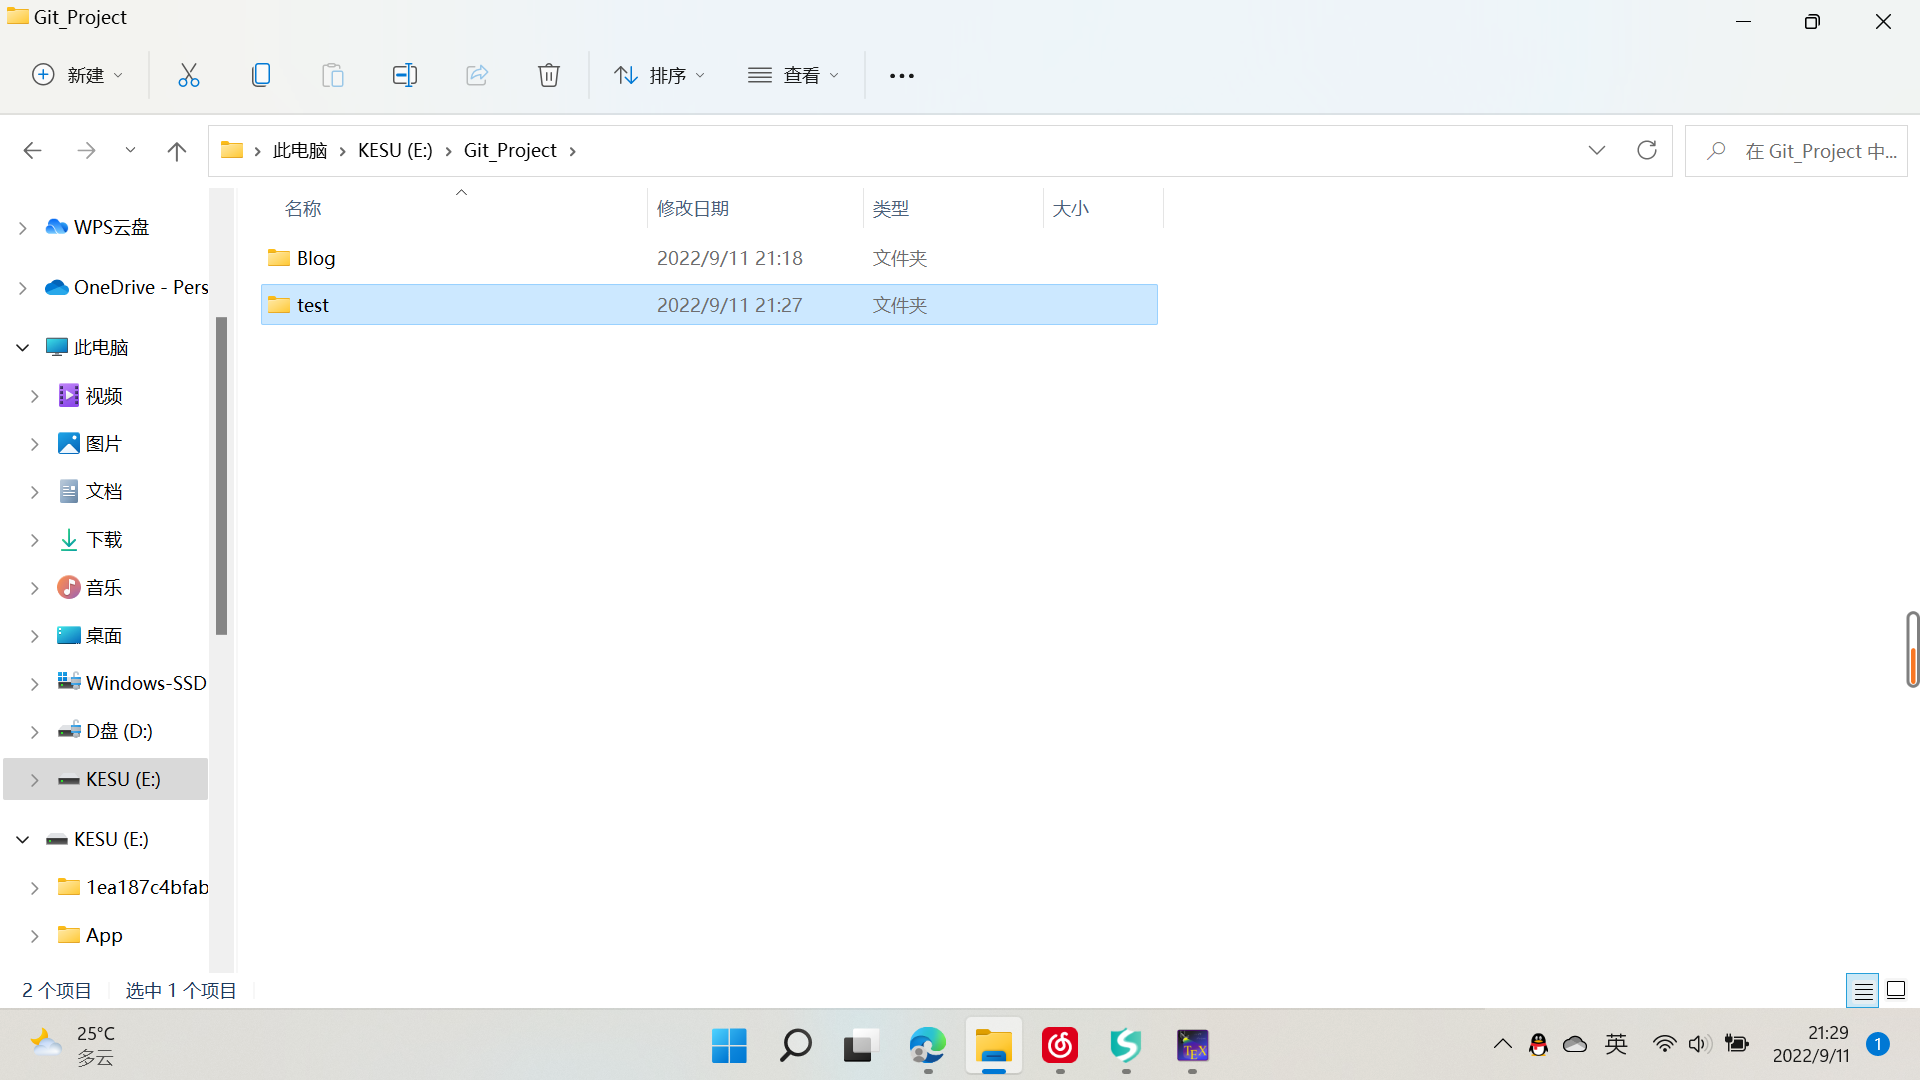 Git_Project
新建
排序
查看
此电脑
KESU (E:)
Git_Project
在 Git_Project 中...
名称
修改日期
类型
大小
Blog
2022/9/11 21:18
文件夹
test
2022/9/11 21:27
文件夹
WPS云盘
OneDrive - Pers
此电脑
视频
图片
文档
下载
音乐
桌面
Windows-SSD
D盘 (D:)
KESU (E:)
KESU (E:)
1ea187c4bfab
App
2 个项目
选中 1 个项目
25°C
多云
TEX
英
21:29
2022/9/11
1